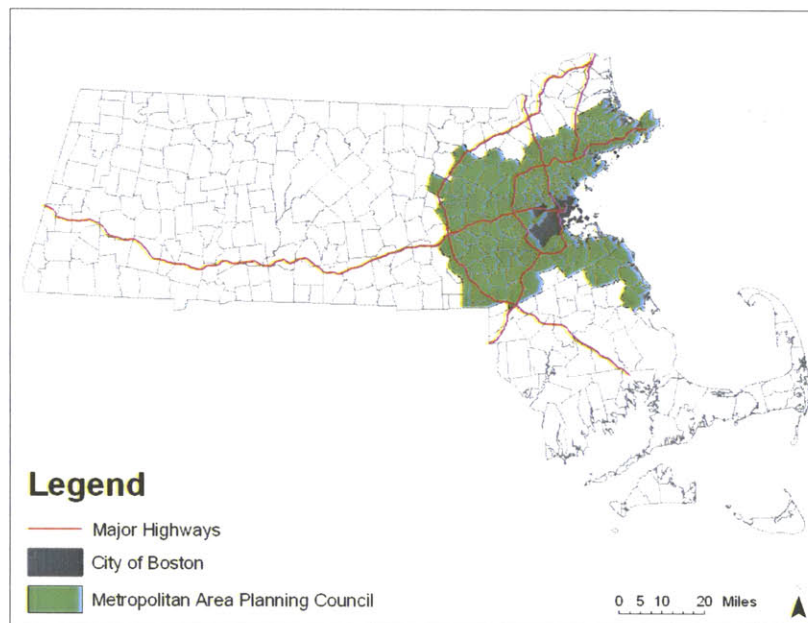 Legend
Major Highways
City of Boston
Metropolitan Area Planning Council
0 5 10 20 Miles